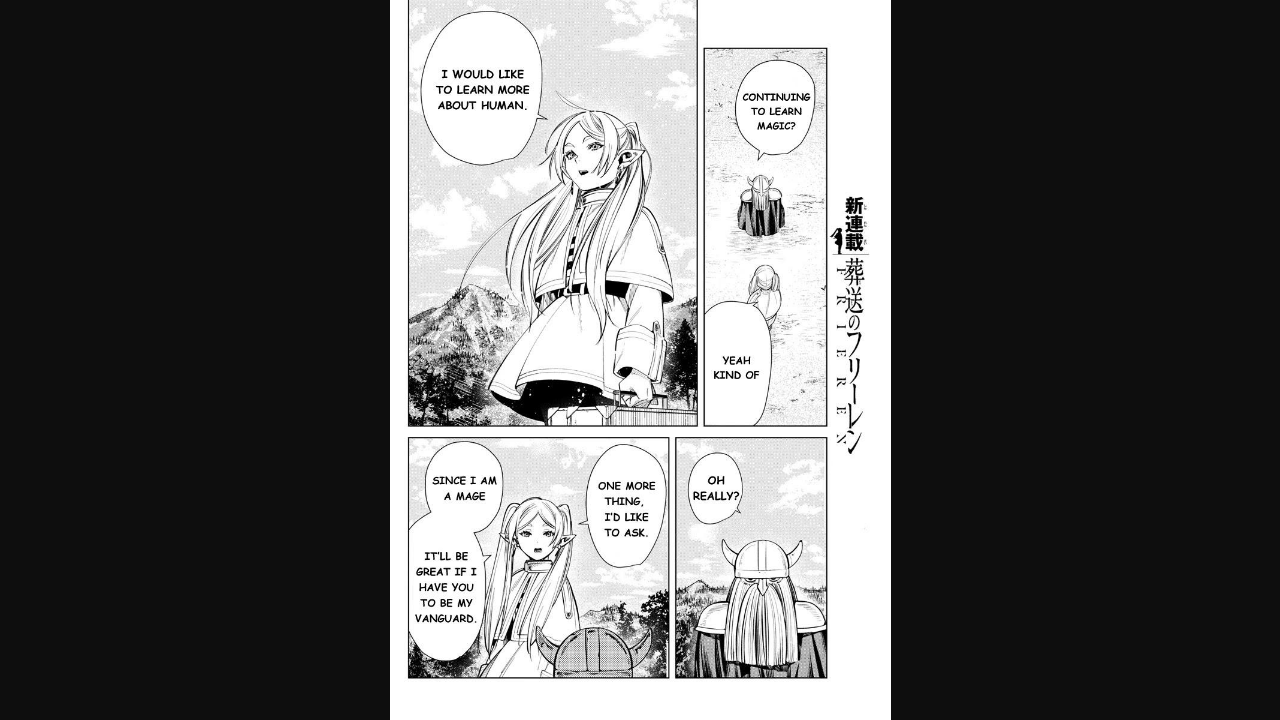 CONTINUING
TO LEARN
MAGIC?
YEAH
KIND OF
I WOULD LIKE
TO LEARN MORE
ABOUT HUMAN.
OH
REALLY?
ONE MORE
THING,
I'D LIKE
TO ASK.
SINCE I AM
A MAGE
IT'LL BE
GREAT IF I
HAVE YOU
TO BE MY
VANGUARD.
新連載
葬送のフリーレン
FRIEREN